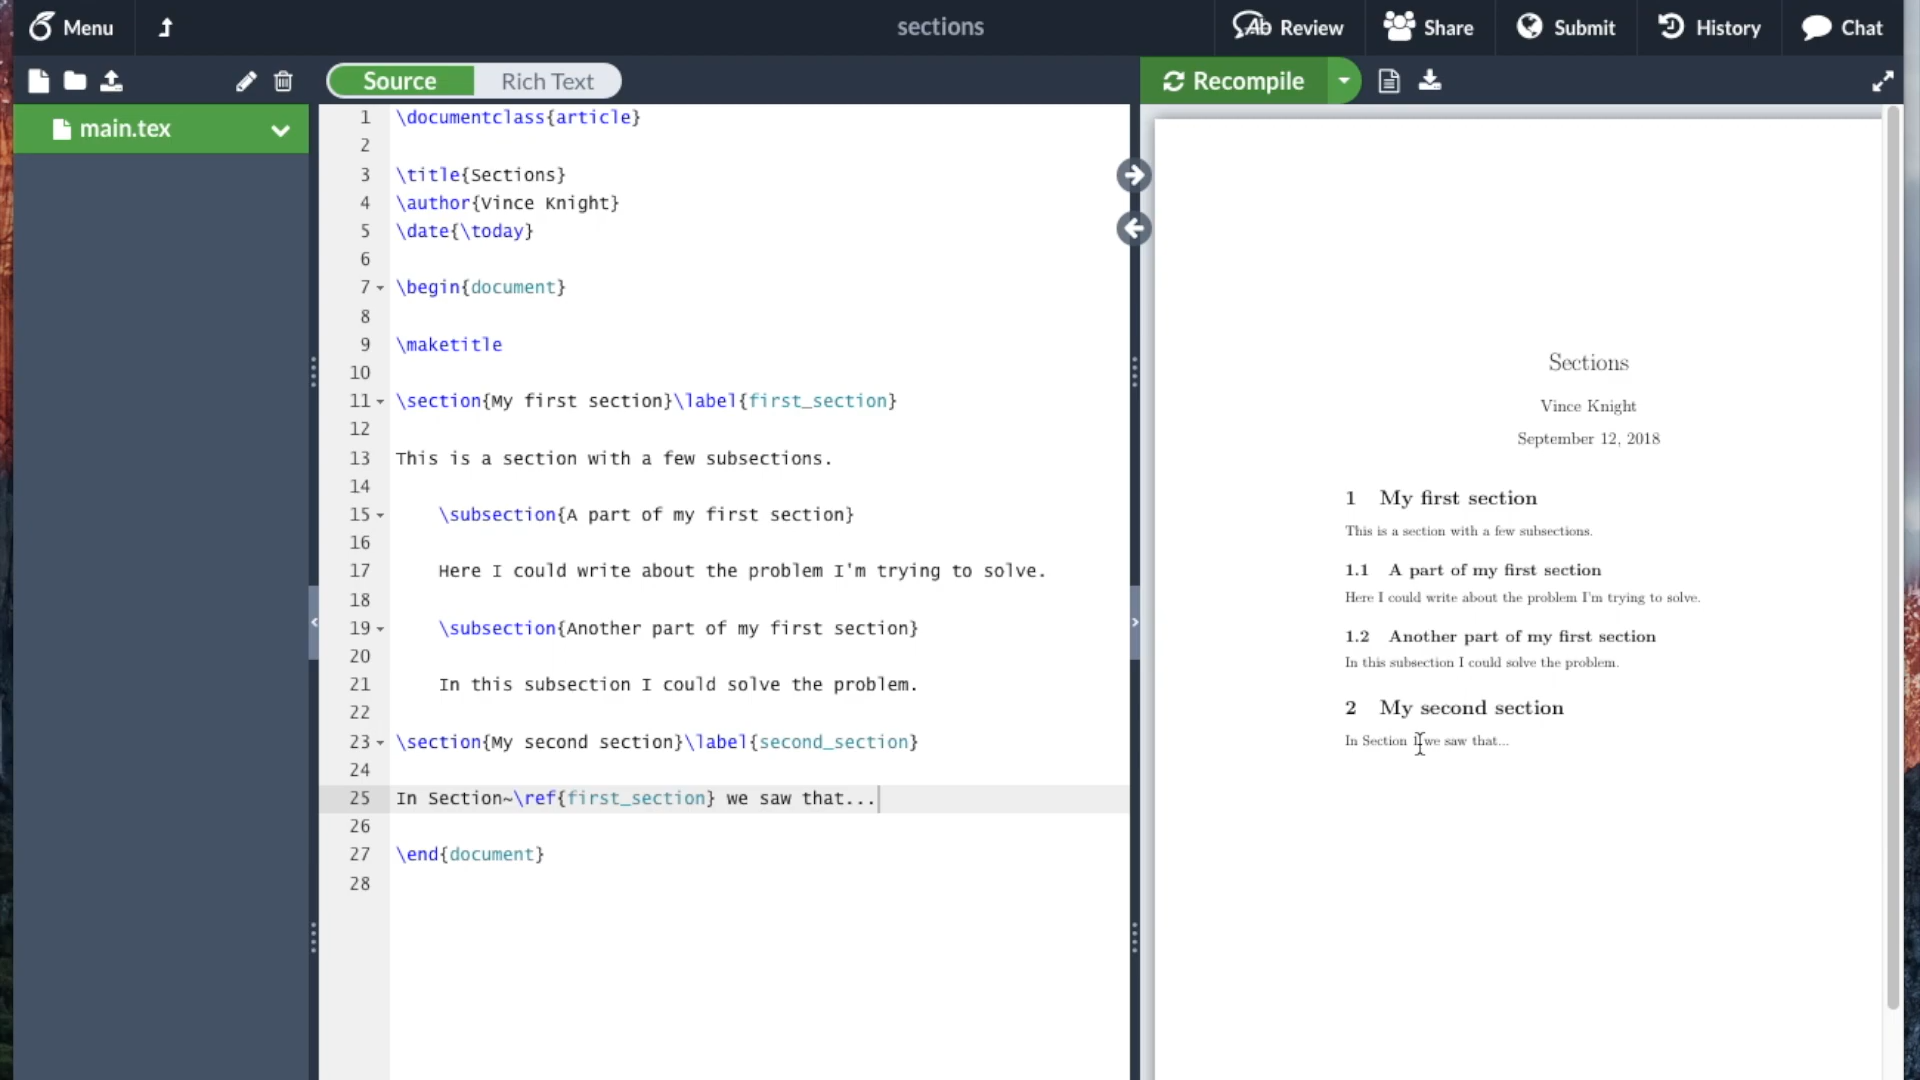 Menu
sections
Review
Share
Submit
History
Chat
Source
Rich Text
Recompile
main.tex
1 \documentclass{article}
2
3 \title{Sections}
4 \author{Vince Knight}
5 \date{\today}
6
7 \begin{document}
8
9 \maketitle
10
11 \section{My first section}\label{first_section}
12
13 This is a section with a few subsections.
14
15 \subsection{A part of my first section}
16
17 Here I could write about the problem I'm trying to solve.
18
19 \subsection{Another part of my first section}
20
21 In this subsection I could solve the problem.
22
23 \section{My second section}\label{second_section}
24
25 In Section~\ref{first_section} we saw that...
26
27 \end{document}
28
Sections
Vince Knight
September 12, 2018
1 My first section
This is a section with a few subsections.
1.1 A part of my first section
Here I could write about the problem I'm trying to solve.
1.2 Another part of my first section
In this subsection I could solve the problem.
2 My second section
In Section 1 we saw that...